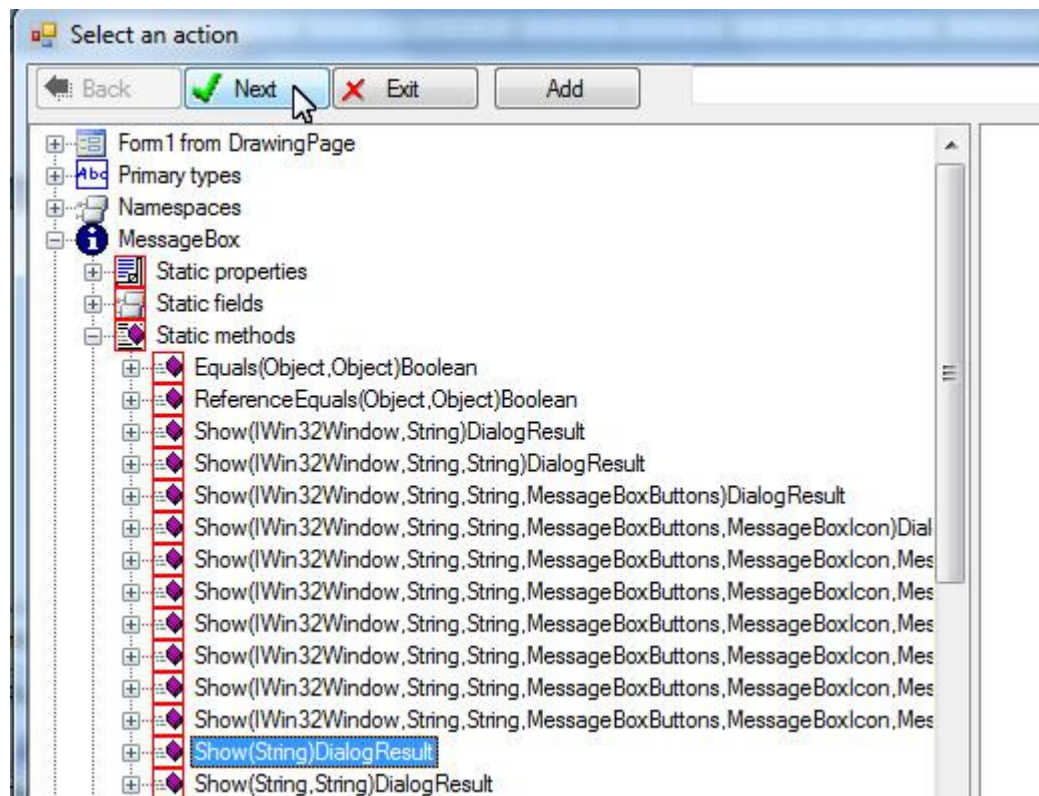 Select an action
Back Next Exit Add
Form1 from DrawingPage
Abc Primary types
Namespaces
MessageBox
Static properties
Static fields
Static methods
Equals(Object,Object)Boolean
ReferenceEquals(Object,Object)Boolean
Show(IWin32Window,String)DialogResult
Show(IWin32Window,String,String)DialogResult
Show(IWin32Window,String,String,MessageBoxButtons)DialogResult
Show(IWin32Window,String,String,MessageBoxButtons,MessageBoxIcon)Dial
Show(IWin32Window,String,String,MessageBoxButtons,MessageBoxIcon,Mes
Show(IWin32Window,String,String,MessageBoxButtons,MessageBoxIcon,Mes
Show(IWin32Window,String,String,MessageBoxButtons,MessageBoxIcon,Mes
Show(IWin32Window,String,String,MessageBoxButtons,MessageBoxIcon,Mes
Show(IWin32Window,String,String,MessageBoxButtons,MessageBoxIcon,Mes
Show(IWin32Window,String,String,MessageBoxButtons,MessageBoxIcon,Mes
Show(String)DialogResult
Show(String,String)DialogResult